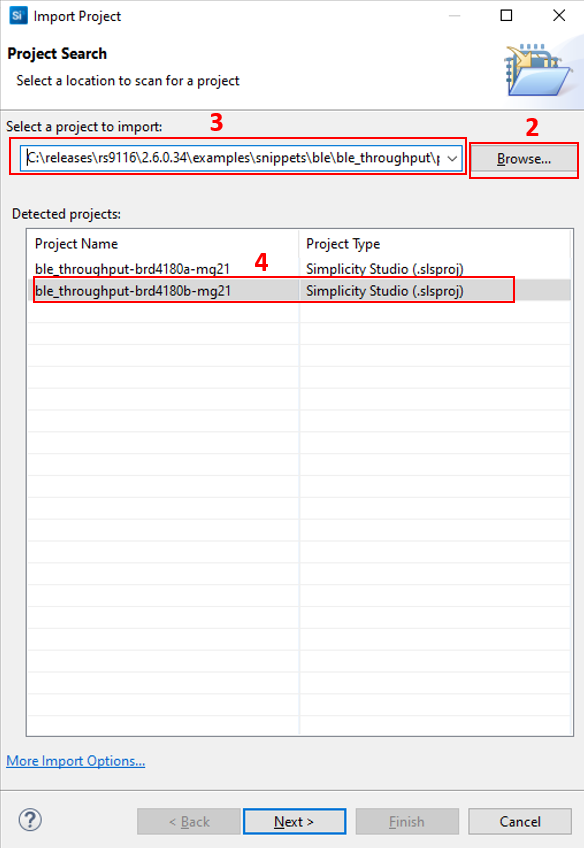 Si Import Project
Project Search
Select a location to scan for a project
Select a project to import:
3
2
C:\releases\rs9116\2.6.0.34\examples\snippets\ble\ble_throughput\
Browse...
Detected projects:
Project Name Project Type
ble_throughput-brd4180a-mg21 Simplicity Studio (.slsproj)
4
ble_throughput-brd4180b-mg21 Simplicity Studio (.slsproj)
More Import Options...
? < Back Next > Finish Cancel